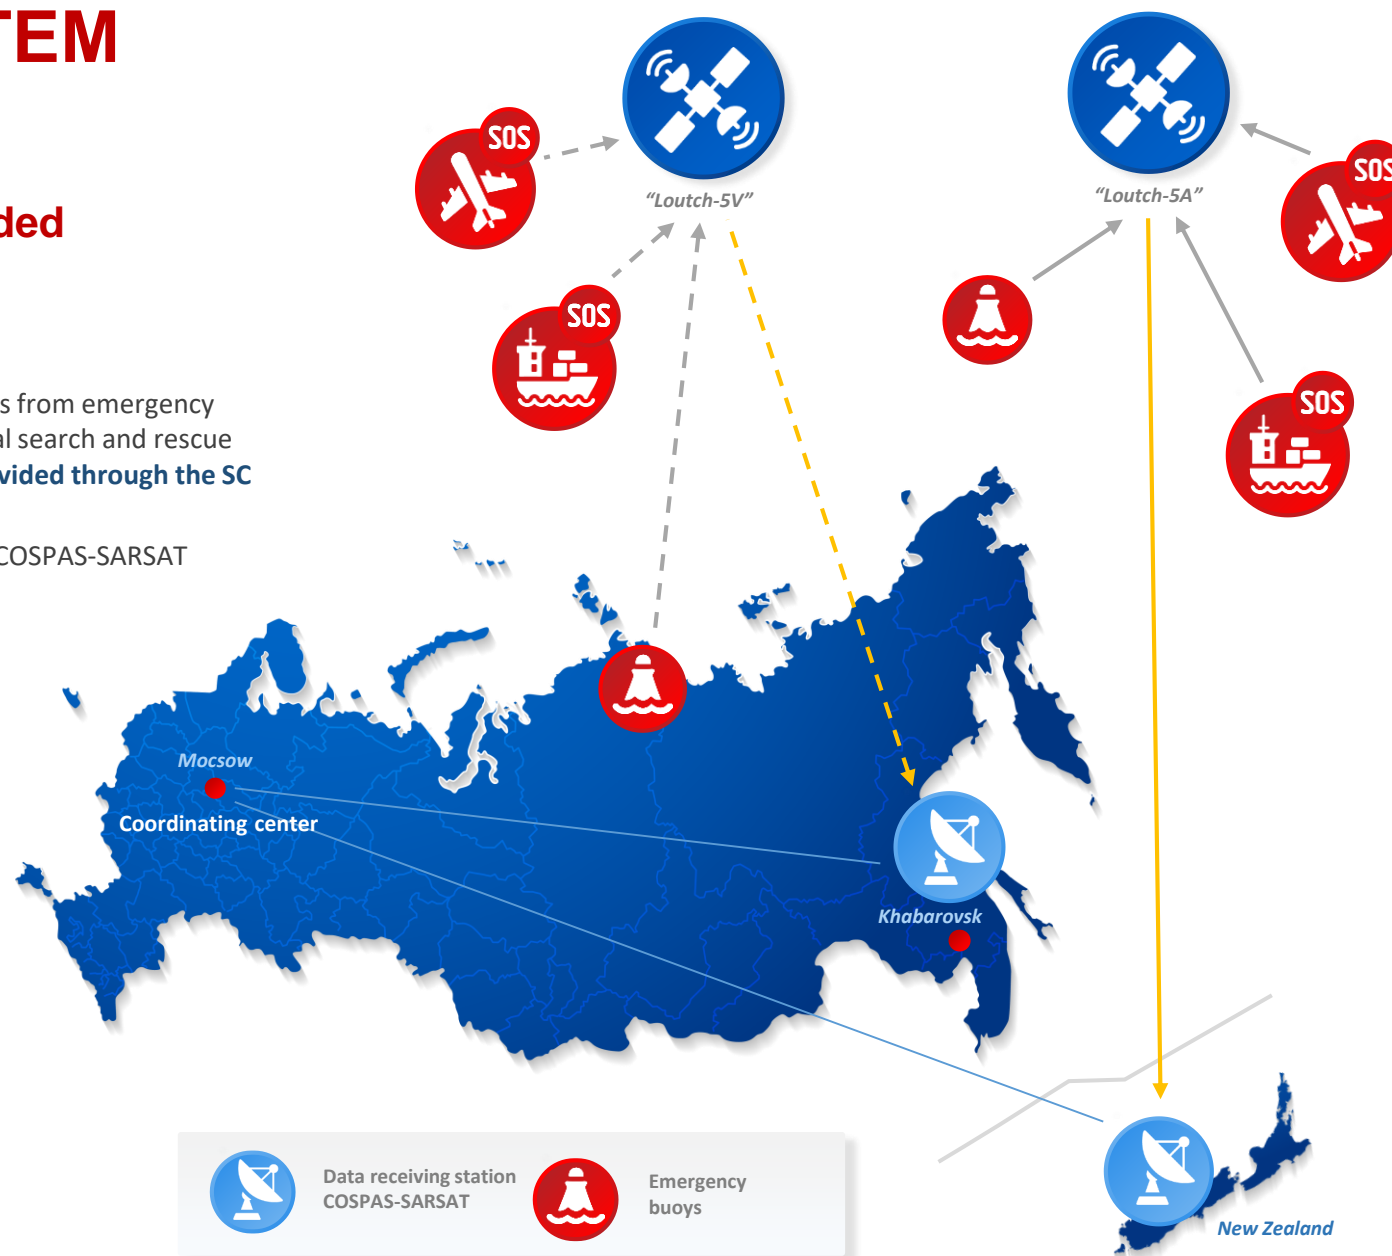 TEM
ded
s from emergency
al search and rescue
vided through the SC
COSPAS-SARSAT
SOS
SOS
"Loutch-5V"
"Loutch-5A"
SOS
SOS
Mocsow
Coordinating center
Khabarovsk
New Zealand
Data receiving station
COSPAS-SARSAT
Emergency
buoys